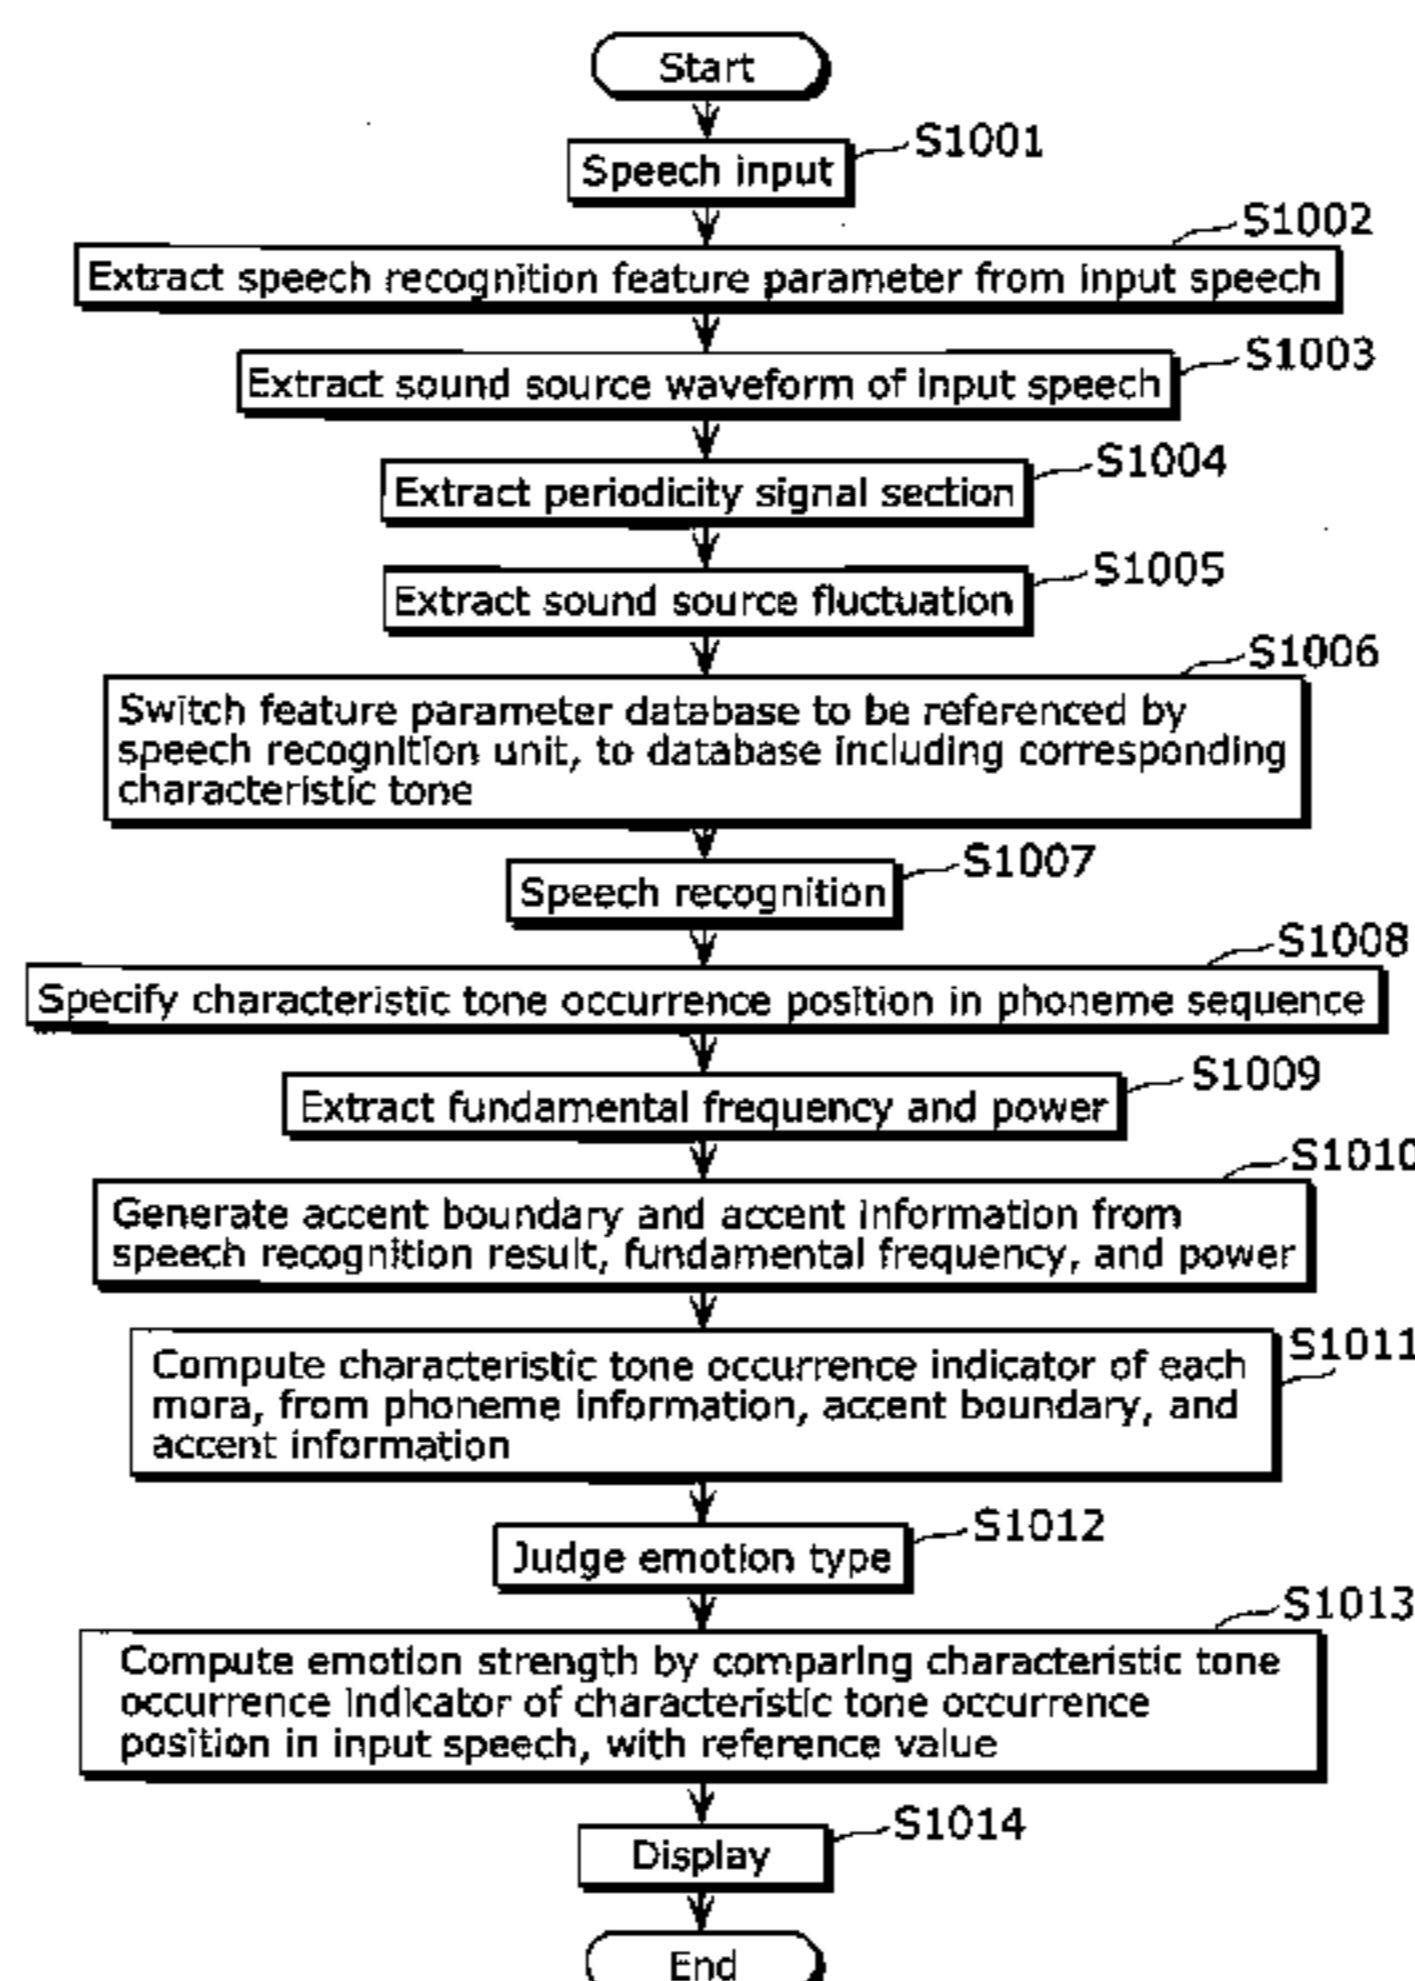 Start
Speech input
S1001
S1002
Extract speech recognition feature parameter from input speech
S1003
Extract sound source waveform of input speech
S1004
Extract periodicity signal section
S1005
Extract sound source fluctuation
S1006
Switch feature parameter database to be referenced by
speech recognition unit, to database including corresponding
characteristic tone
S1007
Speech recognition
S1008
Specify characteristic tone occurrence position in phoneme sequence
S1009
Extract fundamental frequency and power
S1010
Generate accent boundary and accent information from
speech recognition result, fundamental frequency, and power
S1011
Compute characteristic tone occurrence indicator of each
mora, from phoneme information, accent boundary, and
accent information
S1012
Judge emotion type
S1013
Compute emotion strength by comparing characteristic tone
occurrence indicator of characteristic tone occurrence
position in input speech, with reference value
S1014
Display
End